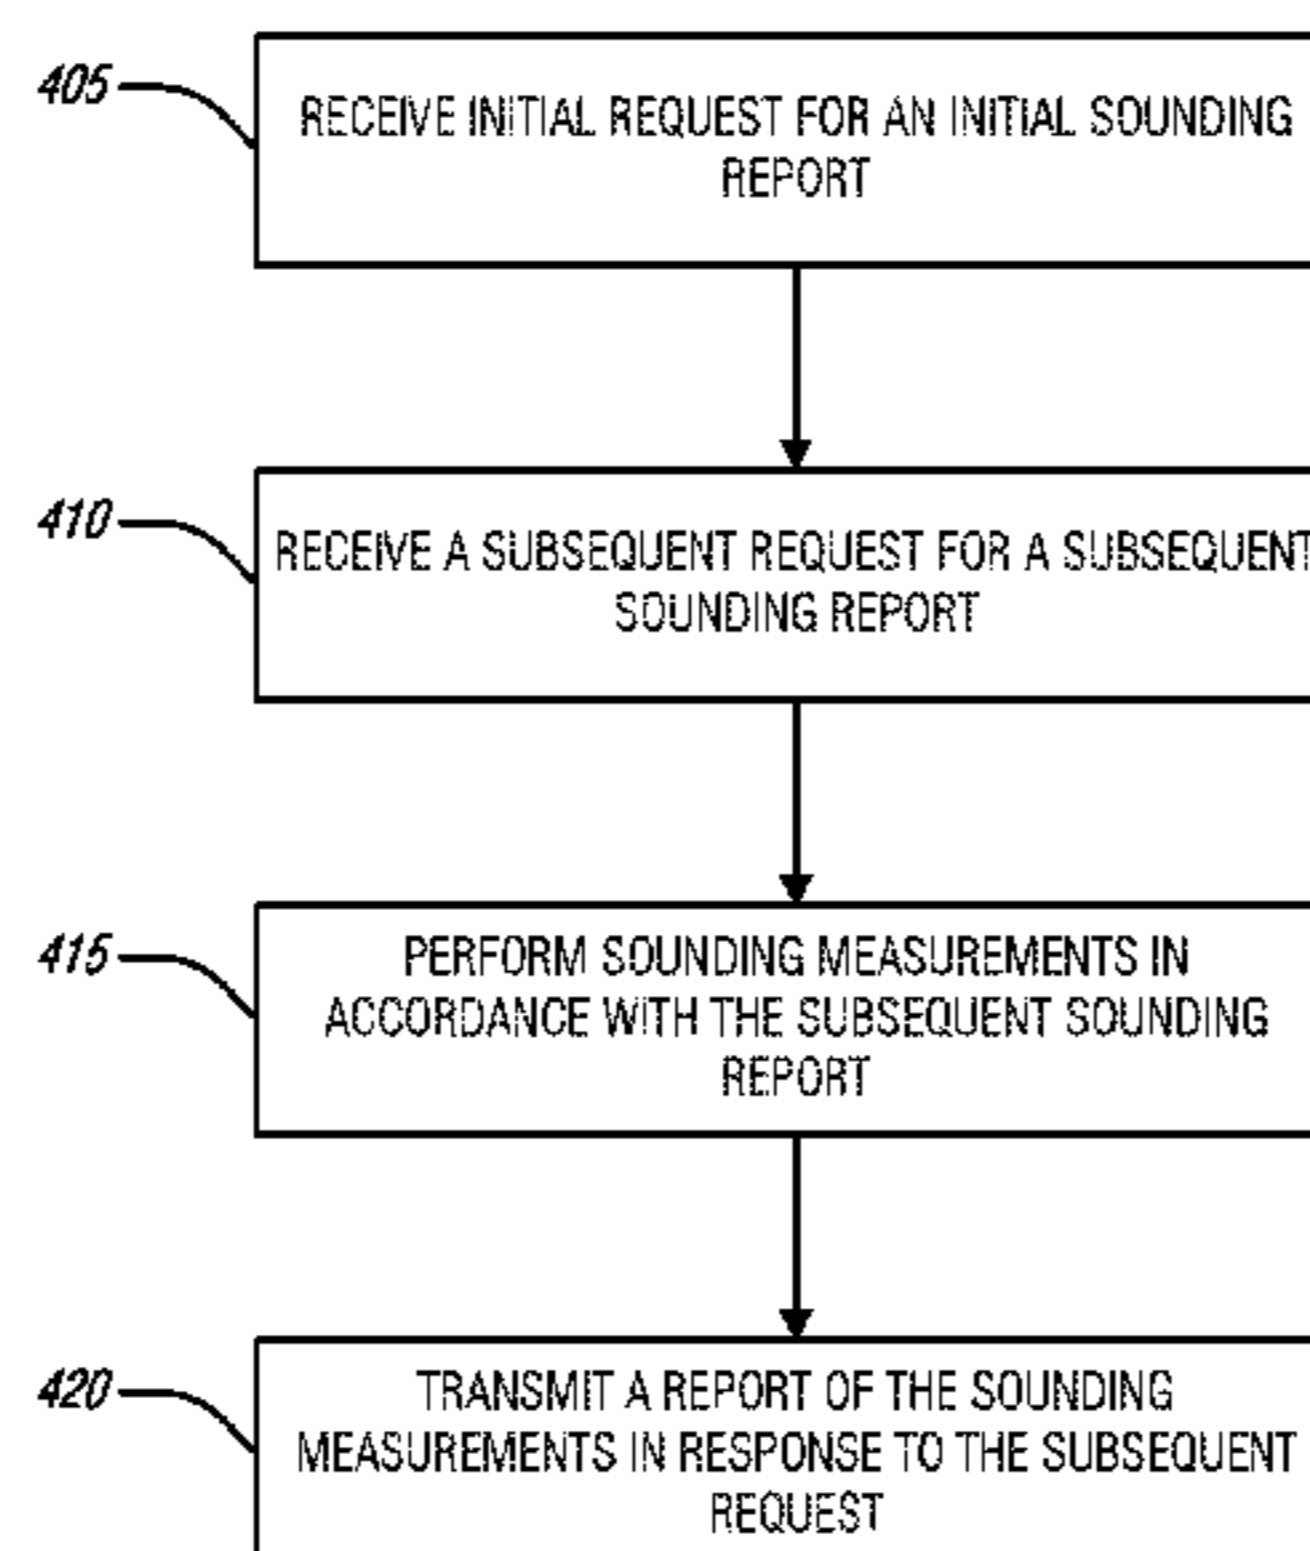 405
RECEIVE INITIAL REQUEST FOR AN INITIAL SOUNDING
REPORT
410
RECEIVE A SUBSEQUENT REQUEST FOR A SUBSEQUENT
SOUNDING REPORT
415
PERFORM SOUNDING MEASUREMENTS IN
ACCORDANCE WITH THE SUBSEQUENT SOUNDING
REPORT
420
TRANSMIT A REPORT OF THE SOUNDING
MEASUREMENTS IN RESPONSE TO THE SUBSEQUENT
REQUEST